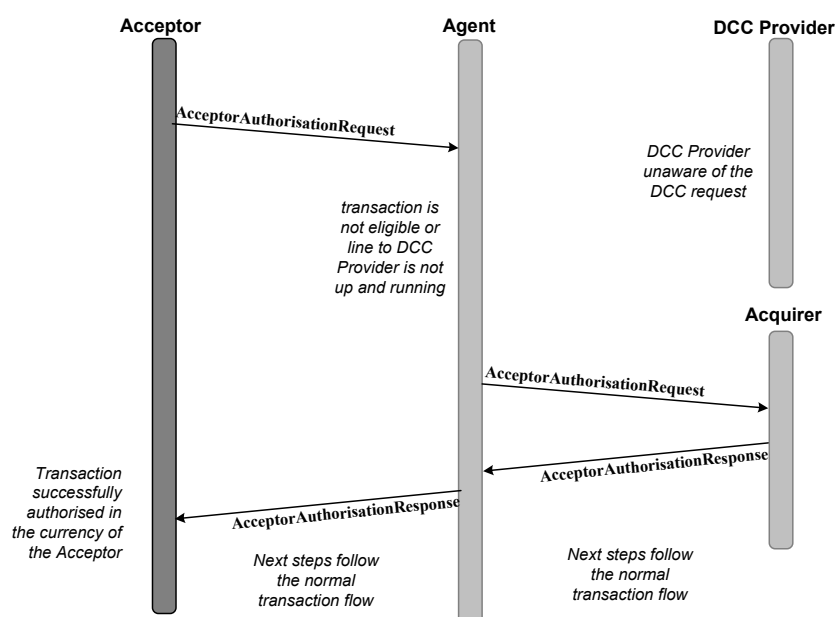 Acceptor
Agent
DCC Provider
AcceptorAuthorisationRequest
DCC Provider
unaware of the
DCC request
transaction is
not eligible or
line to DCC
Provider is not
up and running
Acquirer
AcceptorAuthorisationRequest
AcceptorAuthorisationResponse
Transaction
successfully
authorised in
the currency of
the Acceptor
AcceptorAuthorisationResponse
Next steps follow
the normal
transaction flow
Next steps follow
the normal
transaction flow